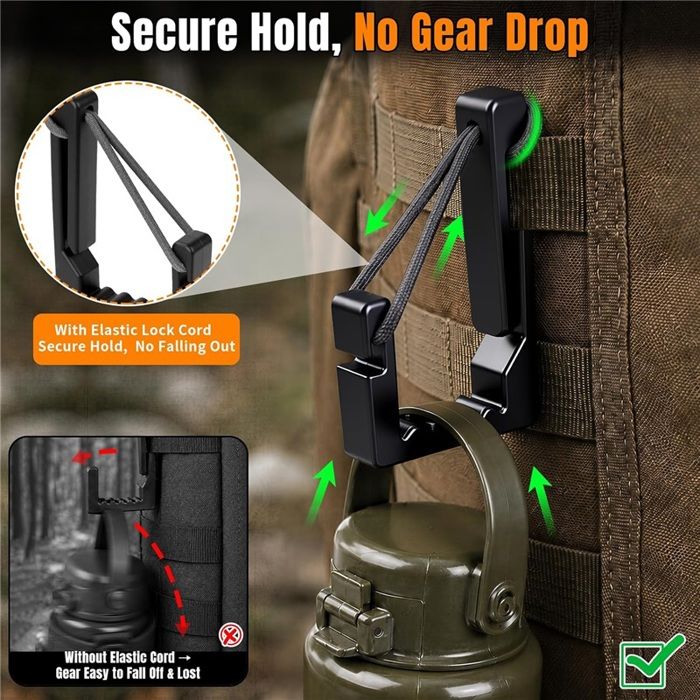 Secure Hold, No Gear Drop
With Elastic Lock Cord
Secure Hold, No Falling Out
Without Elastic Cord →
Gear Easy to Fall Off & Lost